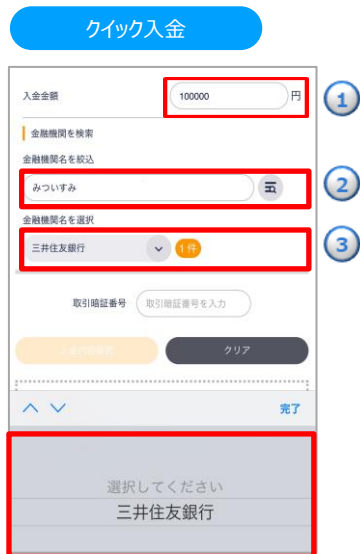 クイック入金
入金金額 100000 円
1
金融機関を検索
金融機関名を絞込
みついすみ
2
金融機関名を選択
三井住友銀行 1件
3
取引暗証番号 取引暗証番号を入力
クリア
完了
選択してください
三井住友銀行